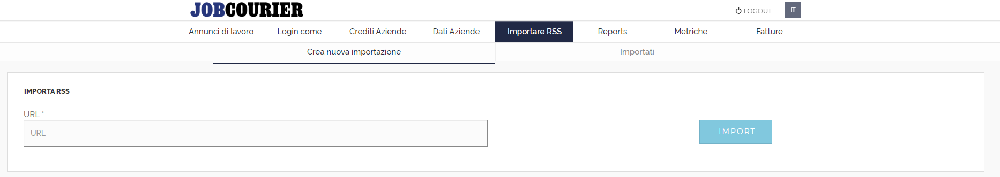 JOBCOURIER
LOGOUT
IT
Annunci di lavoro
Login come
Crediti Aziende
Dati Aziende
Importare RSS
Reports
Metriche
Fatture
Crea nuova importazione
Importati
IMPORTA RSS
URL *
URL
IMPORT